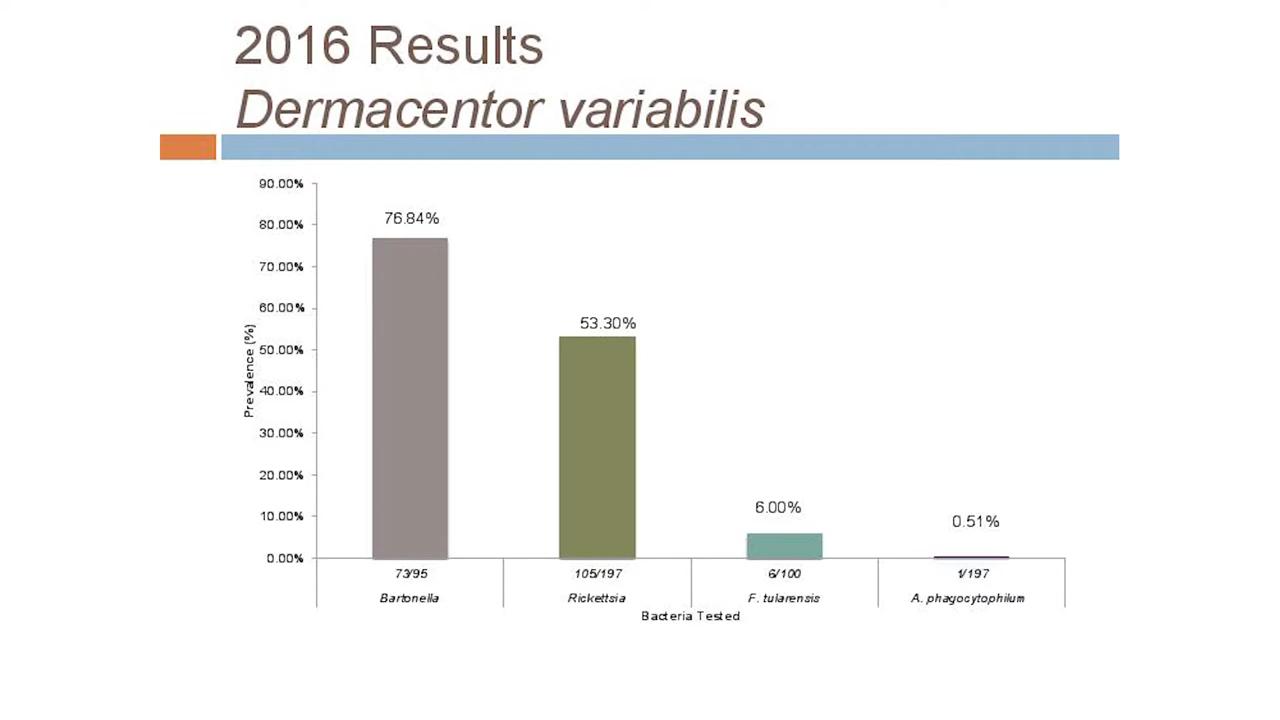 2016 Results
Dermacentor variabilis
90.00%
80.00%
70.00%
60.00%
50.00%
40.00%
30.00%
20.00%
10.00%
0.00%
Prevalence (%)
76.84%
53.30%
6.00%
0.51%
73/95 105/197 6/100 1/197
Bartonella Rickettsia F. tularensis A. phagocytophilum
Bacteria Tested